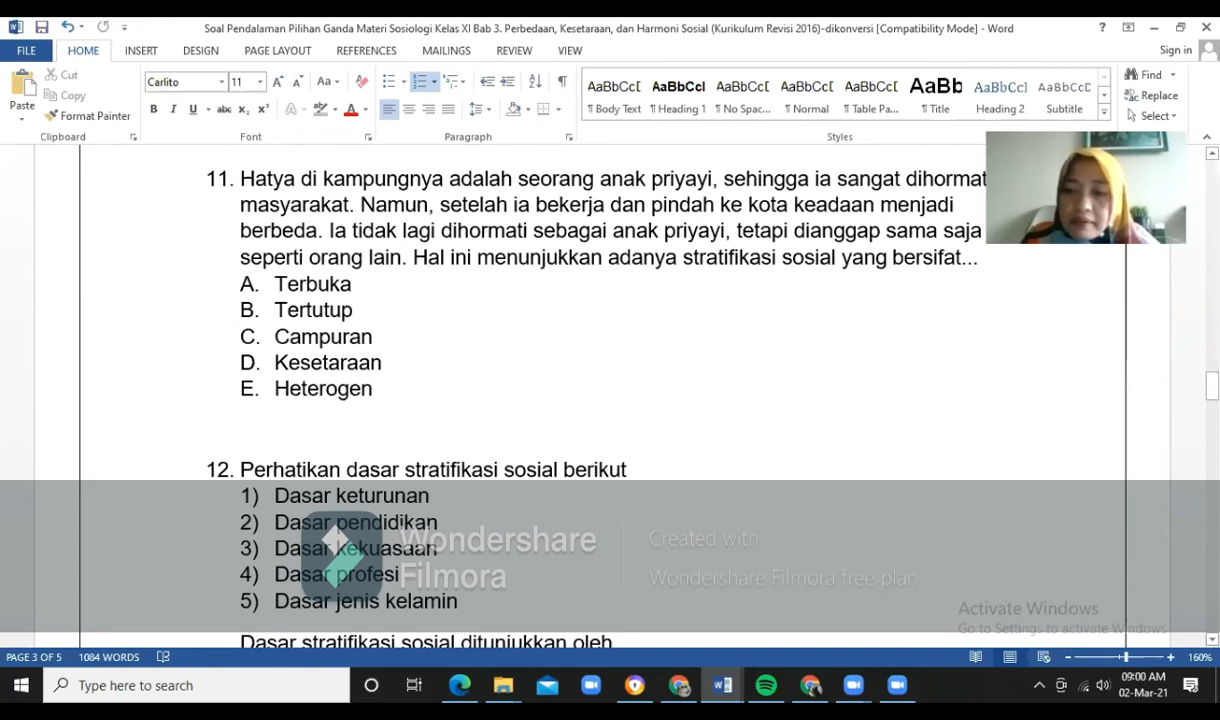 Soal Pendalaman Pilihan Ganda Materi Sosiologi Kelas XI Bab 3. Perbedaan, Kesetaraan, dan Harmoni Sosial (Kurikulum Revisi 2016)-dikonversi [Compatibility Mode] - Word
FILE HOME INSERT DESIGN PAGE LAYOUT REFERENCES MAILINGS REVIEW VIEW Sign in
Cut
Copy
Format Painter
Paste
Carlito 11
AaBbCc[ AaBbCcI AaBbCc[ AaBbCc[ AaBbCc[ AaBb AaBbCcI AaBbCcC
¶ Body Text ¶ Heading 1 ¶ No Spac... ¶ Normal ¶ Table Pa... ¶ Title Heading 2 Subtitle
Find
Replace
Select
Clipboard Font Paragraph Styles
11. Hatya di kampungnya adalah seorang anak priyayi, sehingga ia sangat dihormat
masyarakat. Namun, setelah ia bekerja dan pindah ke kota keadaan menjadi
berbeda. Ia tidak lagi dihormati sebagai anak priyayi, tetapi dianggap sama saja
seperti orang lain. Hal ini menunjukkan adanya stratifikasi sosial yang bersifat...
A. Terbuka
B. Tertutup
C. Campuran
D. Kesetaraan
E. Heterogen
12. Perhatikan dasar stratifikasi sosial berikut
1) Dasar keturunan
2) Dasar pendidikan
3) Dasar kekuasaan
4) Dasar profesi
5) Dasar jenis kelamin
Dasar stratifikasi sosial ditunjukkan oleh
Wondershare
Filmora
Created with
Wondershare Filmora free plan
Activate Windows
Go to Settings to activate Windows.
PAGE 3 OF 5 1084 WORDS 160%
Type here to search
09:00 AM
02-Mar-21